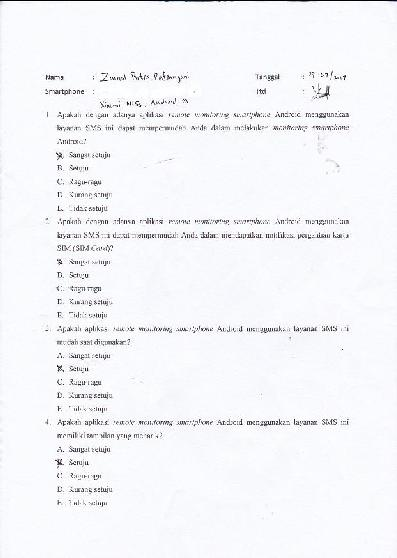 Nama : Zainal Putra Tanggal :
Smartphone : Ttd :
Xiaomi Mi5s, Android
1. Apakah dengan adanya aplikasi remote monitoring smartphone Android menggunakan
layanan SMS ini dapat mempermudah Anda dalam melakukan monitoring smartphone
Android?
A. Sangat setuju
B. Setuju
C. Ragu-ragu
D. Kurang setuju
E. Tidak setuju
2. Apakah dengan adanya aplikasi remote monitoring smartphone Android menggunakan
layanan SMS ini dapat mempermudah Anda dalam mendapatkan notifikasi pergantian kartu
SIM (SIM Card)?
A. Sangat setuju
B. Setuju
C. Ragu-ragu
D. Kurang setuju
E. Tidak setuju
3. Apakah aplikasi remote monitoring smartphone Android menggunakan layanan SMS ini
mudah saat digunakan?
A. Sangat setuju
B. Setuju
C. Ragu-ragu
D. Kurang setuju
E. Tidak setuju
4. Apakah aplikasi remote monitoring smartphone Android menggunakan layanan SMS ini
memiliki tampilan yang menarik?
A. Sangat setuju
B. Setuju
C. Ragu-ragu
D. Kurang setuju
E. Tidak setuju